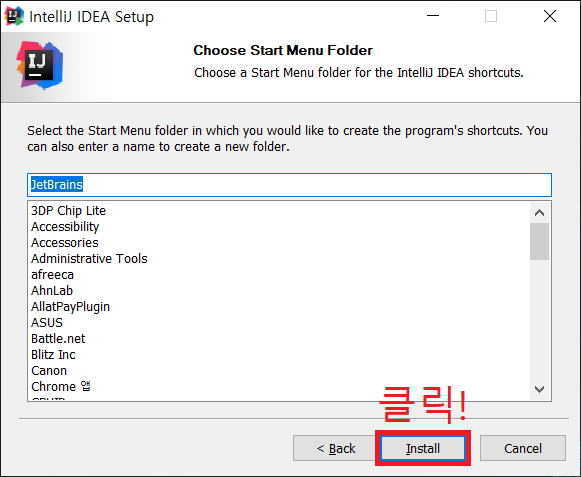 IntelliJ IDEA Setup
IJ
Choose Start Menu Folder
Choose a Start Menu folder for the IntelliJ IDEA shortcuts.
Select the Start Menu folder in which you would like to create the program's shortcuts. You
can also enter a name to create a new folder.
JetBrains
3DP Chip Lite
Accessibility
Accessories
Administrative Tools
afreeca
AhnLab
AllatPayPlugin
ASUS
Battle.net
Blitz Inc
Canon
Chrome 앱
클릭!
< Back
Install
Cancel